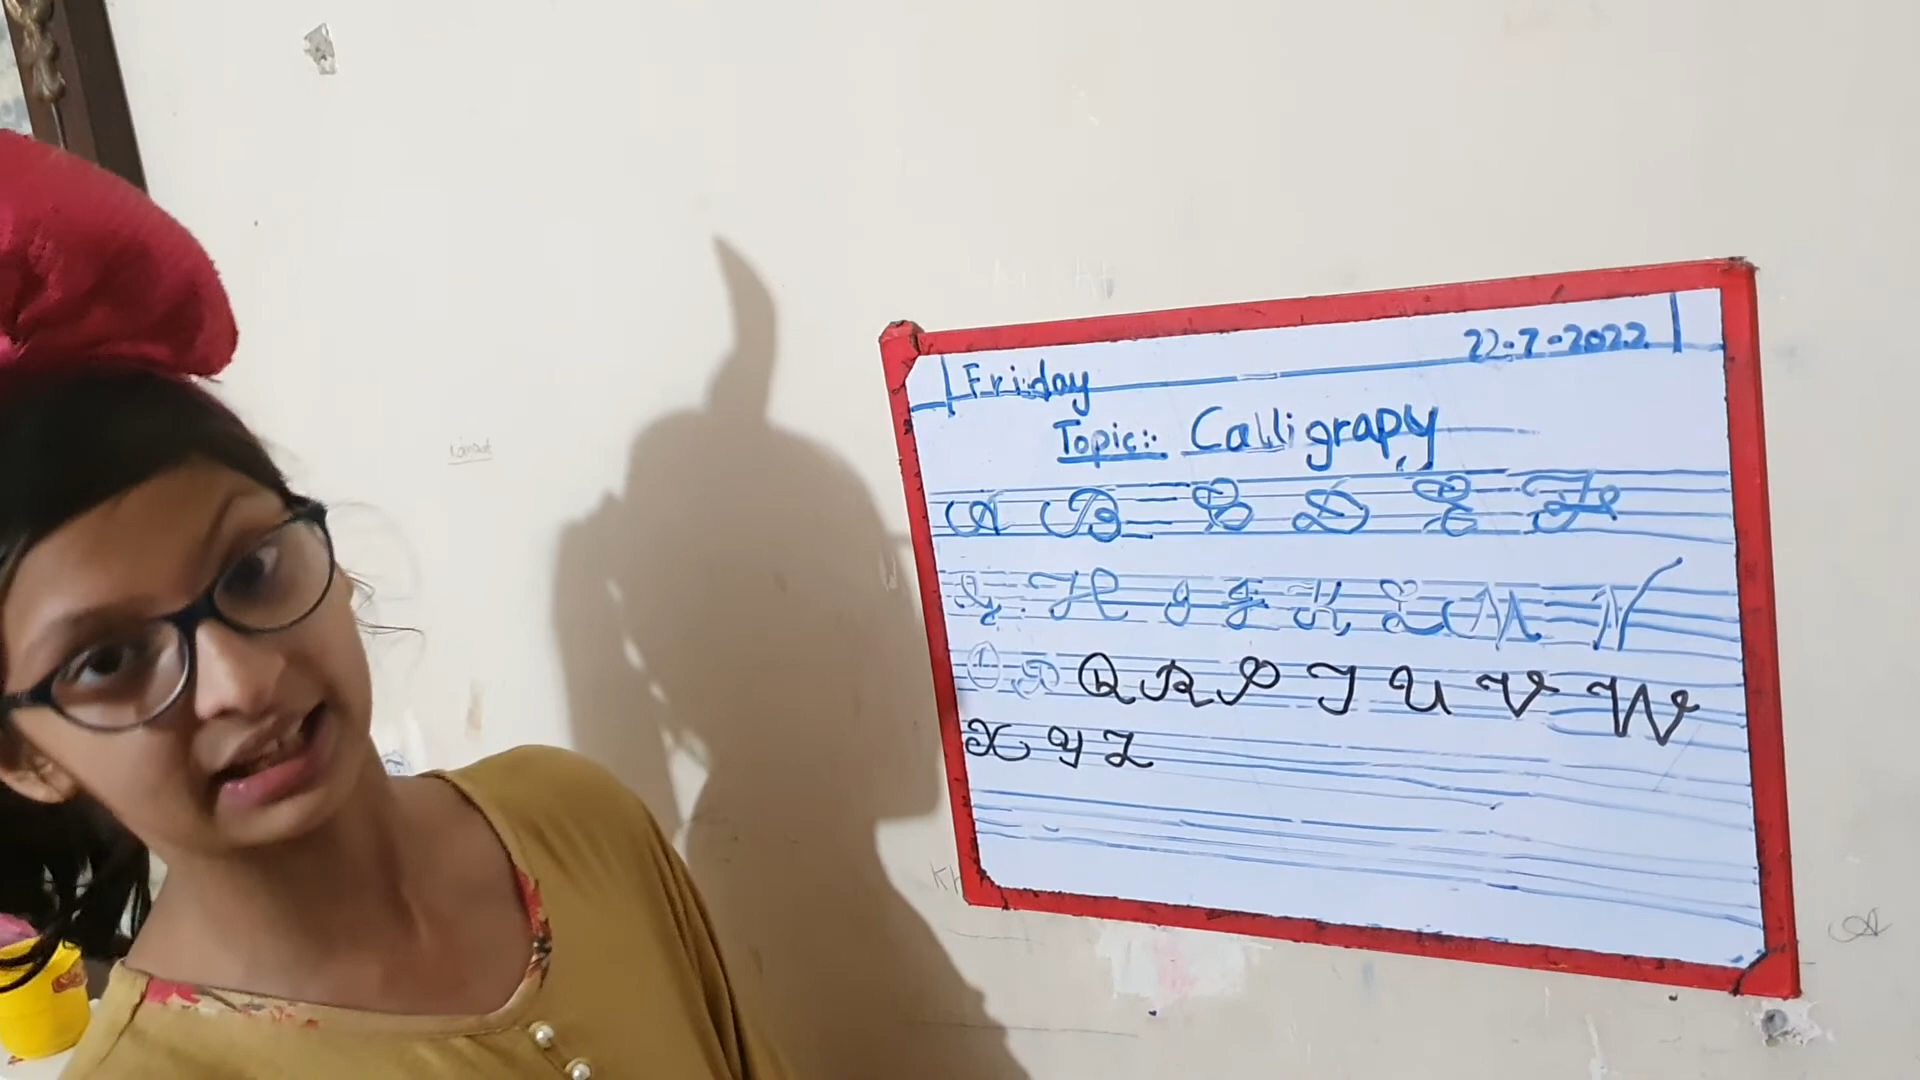 Friday 22-7-2022
Topic:- Calligrapy
A B C D E F
G H I J K L M N
O P Q R S T U V W
X Y Z